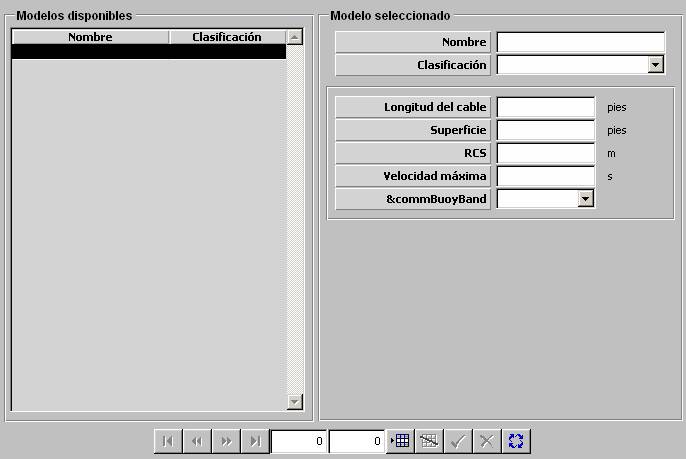 Modelos disponibles
Nombre Clasificación
Modelo seleccionado
Nombre
Clasificación
Longitud del cable pies
Superficie pies
RCS m
Velocidad máxima s
&commBuoyBand
0 0